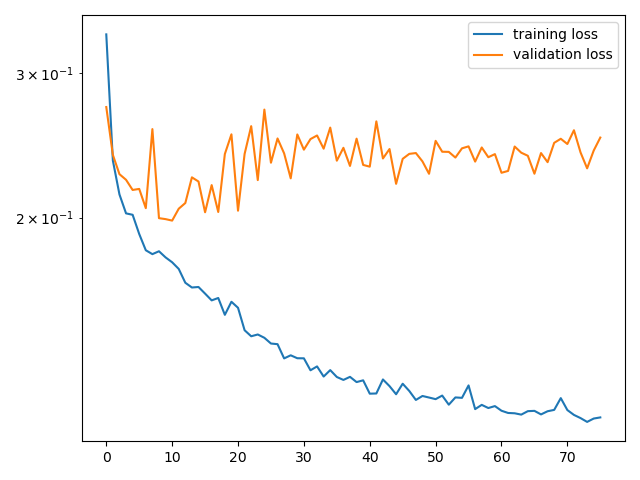 training loss
validation loss
3 × 10⁻¹
2 × 10⁻¹
0 10 20 30 40 50 60 70